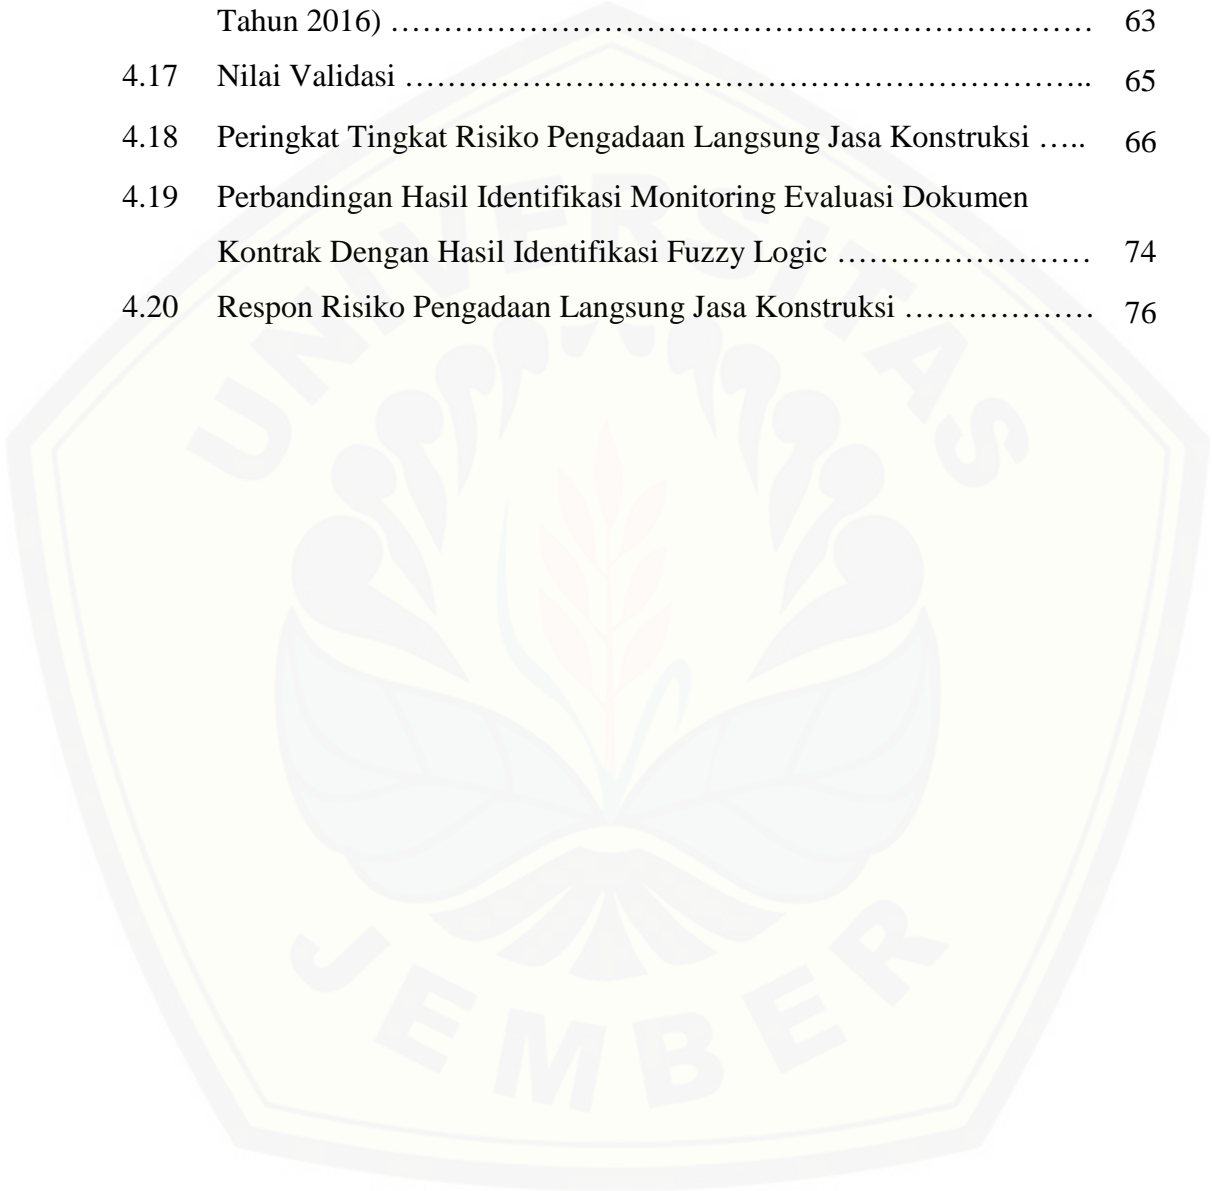 Tahun 2016) …………………………………………………………… 63
4.17 Nilai Validasi ………………………………………………………….. 65
4.18 Peringkat Tingkat Risiko Pengadaan Langsung Jasa Konstruksi ….. 66
4.19 Perbandingan Hasil Identifikasi Monitoring Evaluasi Dokumen
Kontrak Dengan Hasil Identifikasi Fuzzy Logic …………………… 74
4.20 Respon Risiko Pengadaan Langsung Jasa Konstruksi ……………… 76
UNIVERSITAS
JEMBER